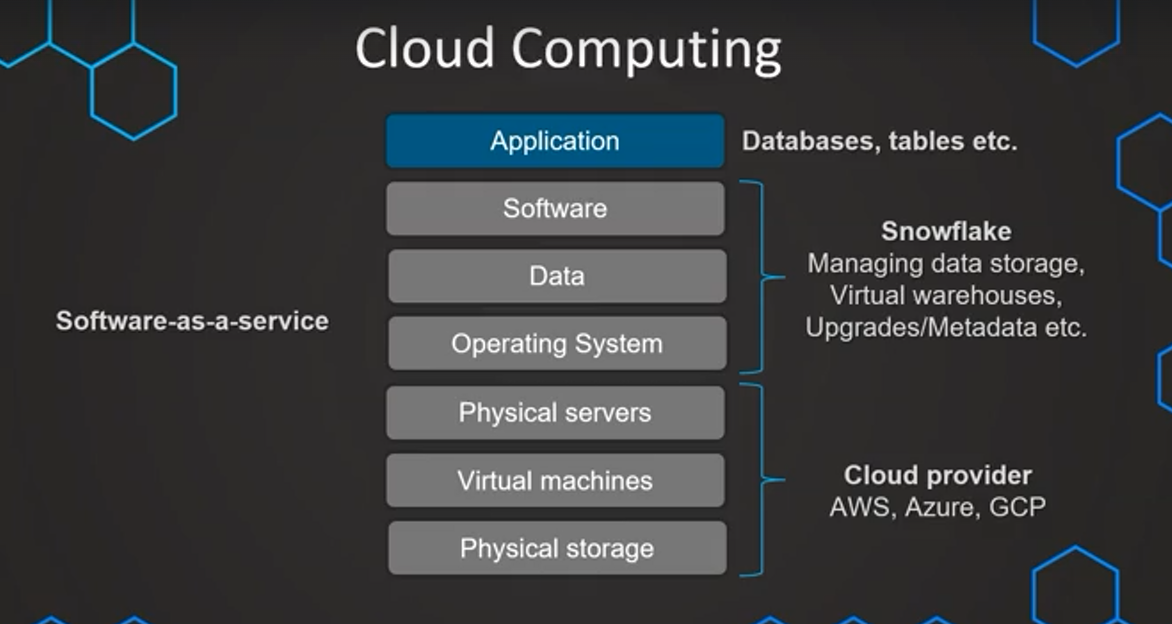 Cloud Computing
Application
Databases, tables etc.
Software
Data
Operating System
Physical servers
Virtual machines
Physical storage
Software-as-a-service
Snowflake
Managing data storage,
Virtual warehouses,
Upgrades/Metadata etc.
Cloud provider
AWS, Azure, GCP